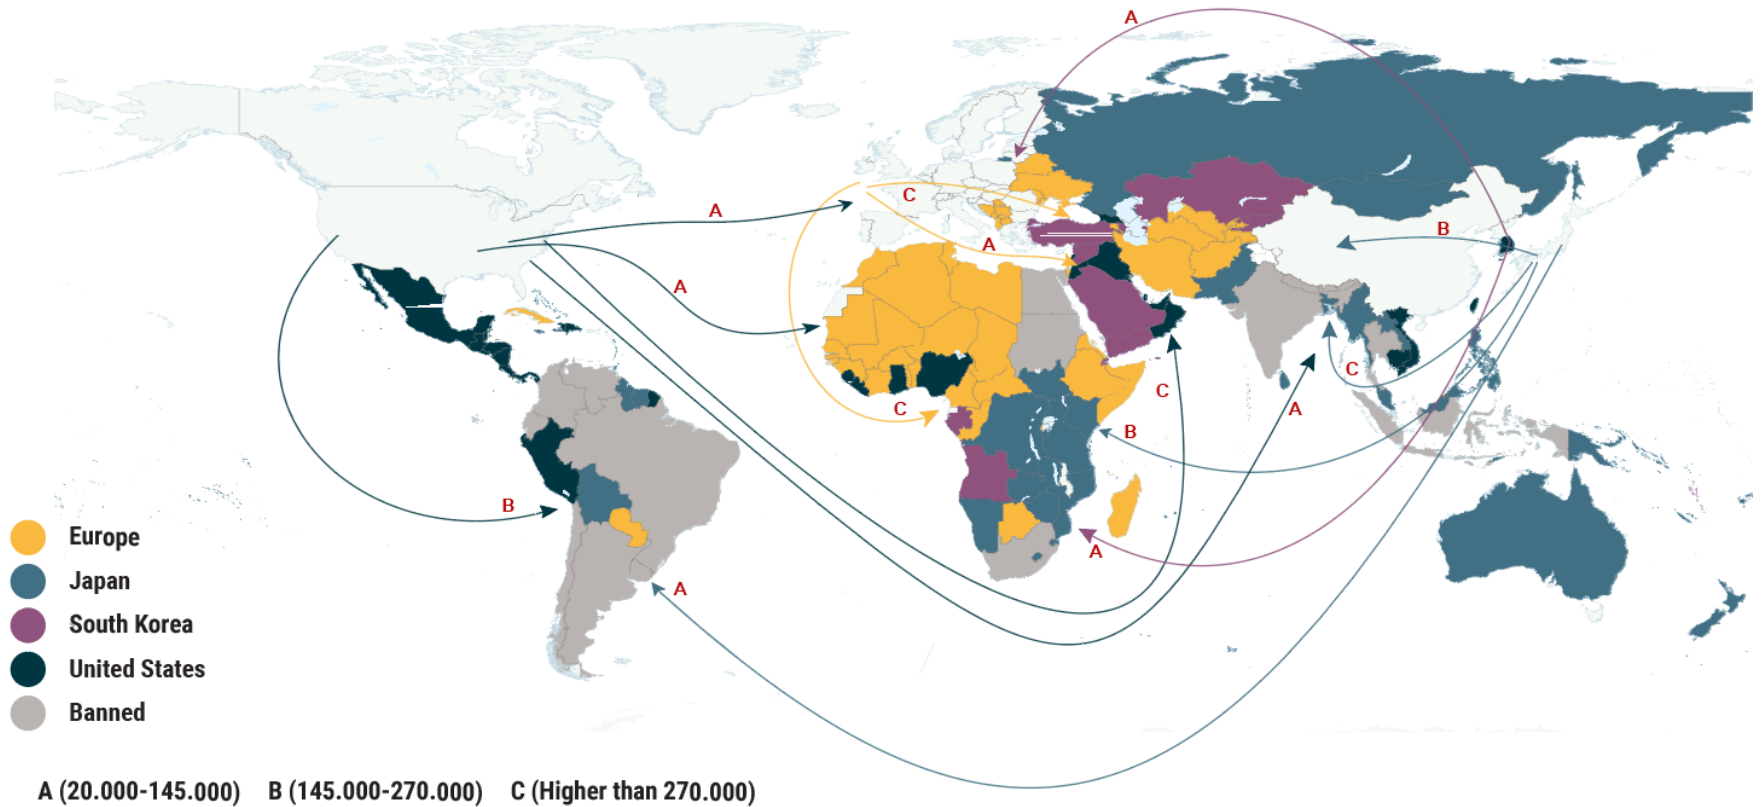 A
A
C
B
A
A
C
A
C
B
B
A
A
Europe
Japan
South Korea
United States
Banned
A (20.000-145.000) B (145.000-270.000) C (Higher than 270.000)
C